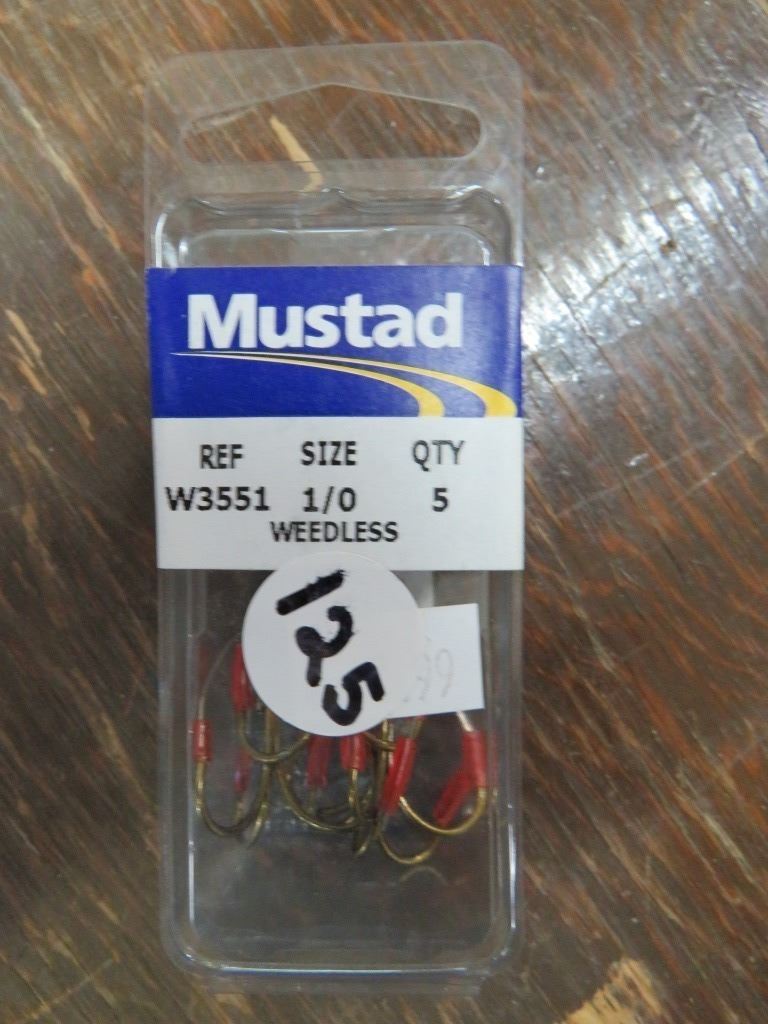 Mustad
REF SIZE QTY
W3551 1/0 5
WEEDLESS
125